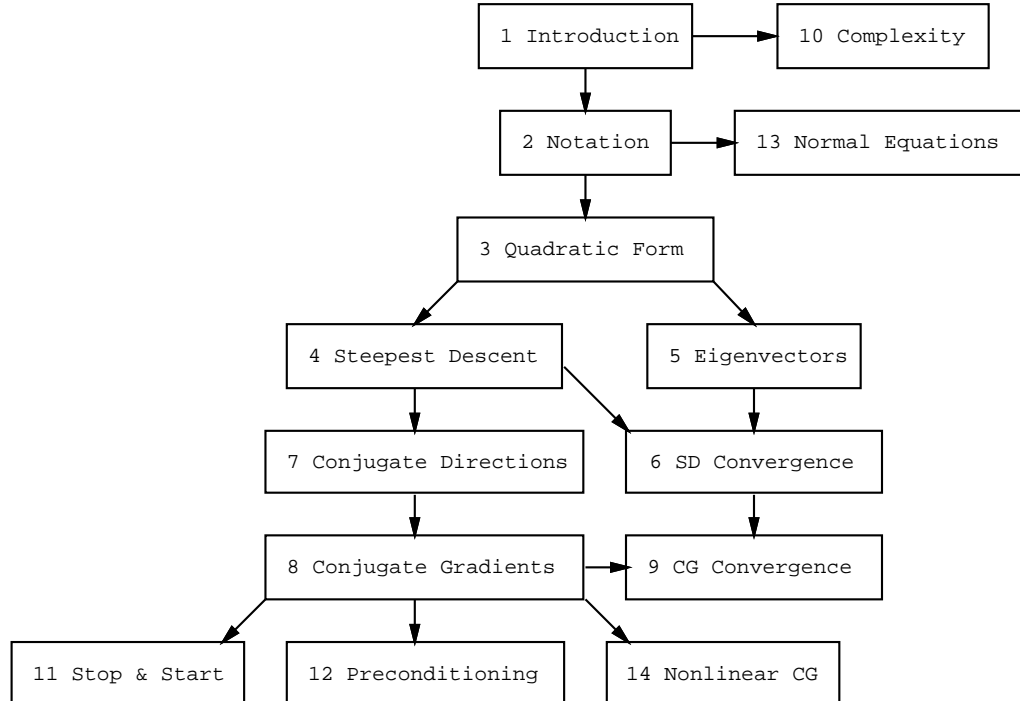 1 Introduction
10 Complexity
2 Notation
13 Normal Equations
3 Quadratic Form
4 Steepest Descent
5 Eigenvectors
7 Conjugate Directions
6 SD Convergence
8 Conjugate Gradients
9 CG Convergence
11 Stop & Start
12 Preconditioning
14 Nonlinear CG